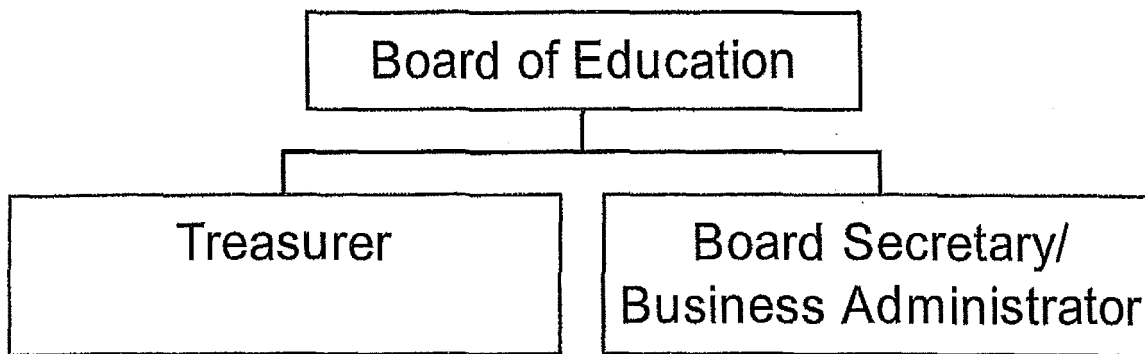 Board of Education
Treasurer
Board Secretary/
Business Administrator